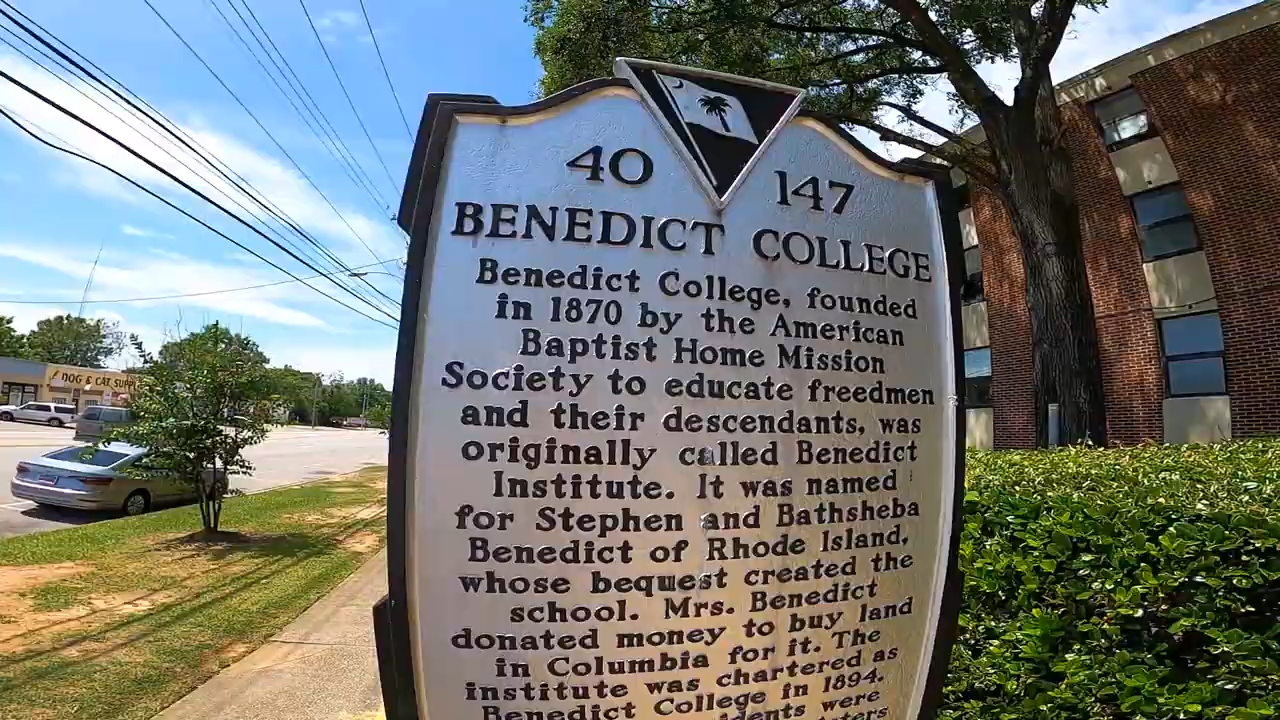 40 147
BENEDICT COLLEGE
Benedict College, founded
in 1870 by the American
Baptist Home Mission
Society to educate freedmen
and their descendants, was
originally called Benedict
Institute. It was named
for Stephen and Bathsheba
Benedict of Rhode Island,
whose bequest created the
school. Mrs. Benedict
donated money to buy land
in Columbia for it. The
institute was chartered as
Benedict College in 1894.
were
DOG & CAT